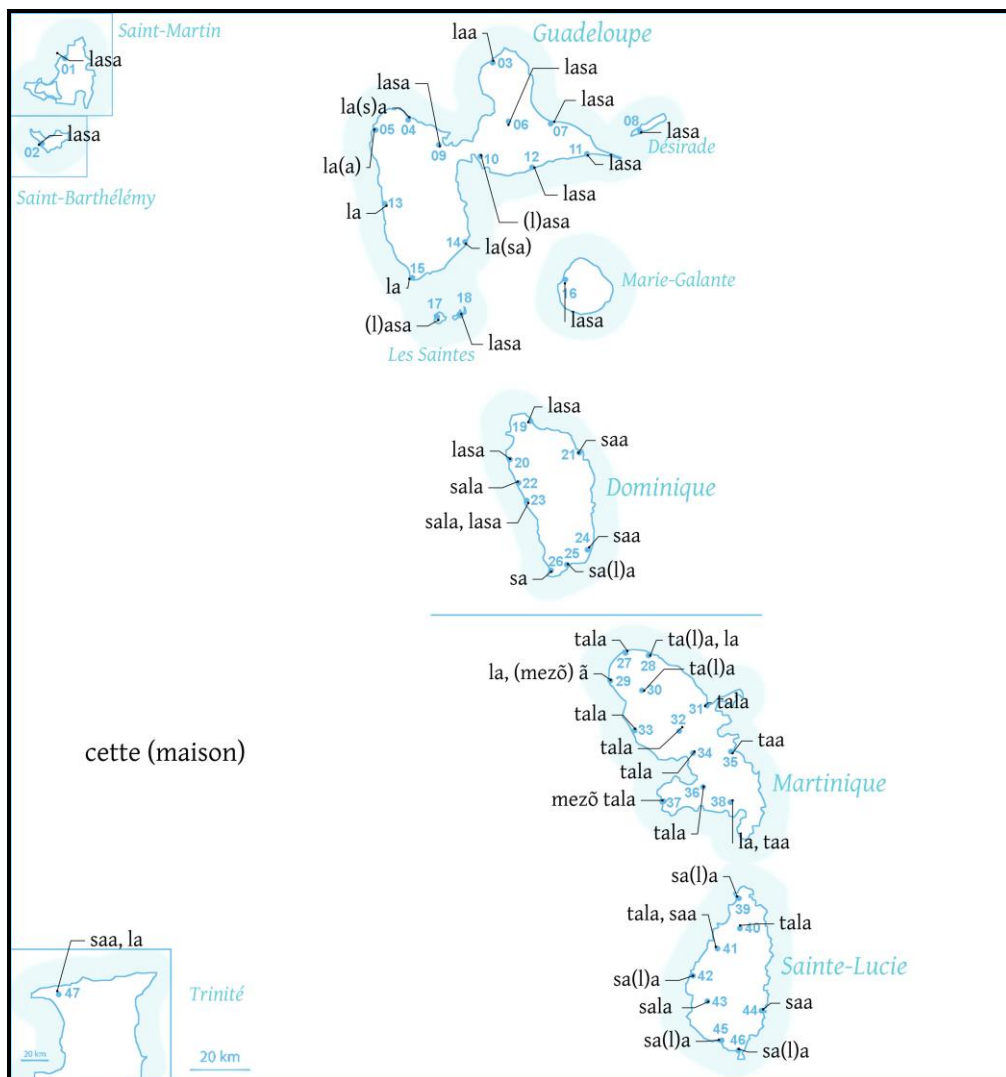 Saint-Martin
lasa
01
lasa
02
Saint-Barthélémy
Guadeloupe
laa
03
lasa
lasa
la(s)a
04
05
la(a)
09
06
lasa
07
08
lasa
Désirade
10
12
11
lasa
lasa
(l)asa
13
la
14
la(sa)
15
la
17
18
(l)asa
lasa
Les Saintes
Marie-Galante
16
lasa
19
lasa
lasa
20
21
saa
sala
22
23
sala, lasa
Dominique
24
saa
25
26
sa
sa(l)a
tala
27
ta(l)a, la
28
la, (mezõ) ã
29
30
ta(l)a
31
tala
tala
33
32
tala
34
tala
taa
35
Martinique
36
tala
mezõ tala
37
38
la, taa
cette (maison)
sa(l)a
39
tala, saa
40
tala
41
Sainte-Lucie
sa(l)a
42
sala
43
44
saa
45
46
sa(l)a
sa(l)a
saa, la
47
Trinité
20 km
20 km